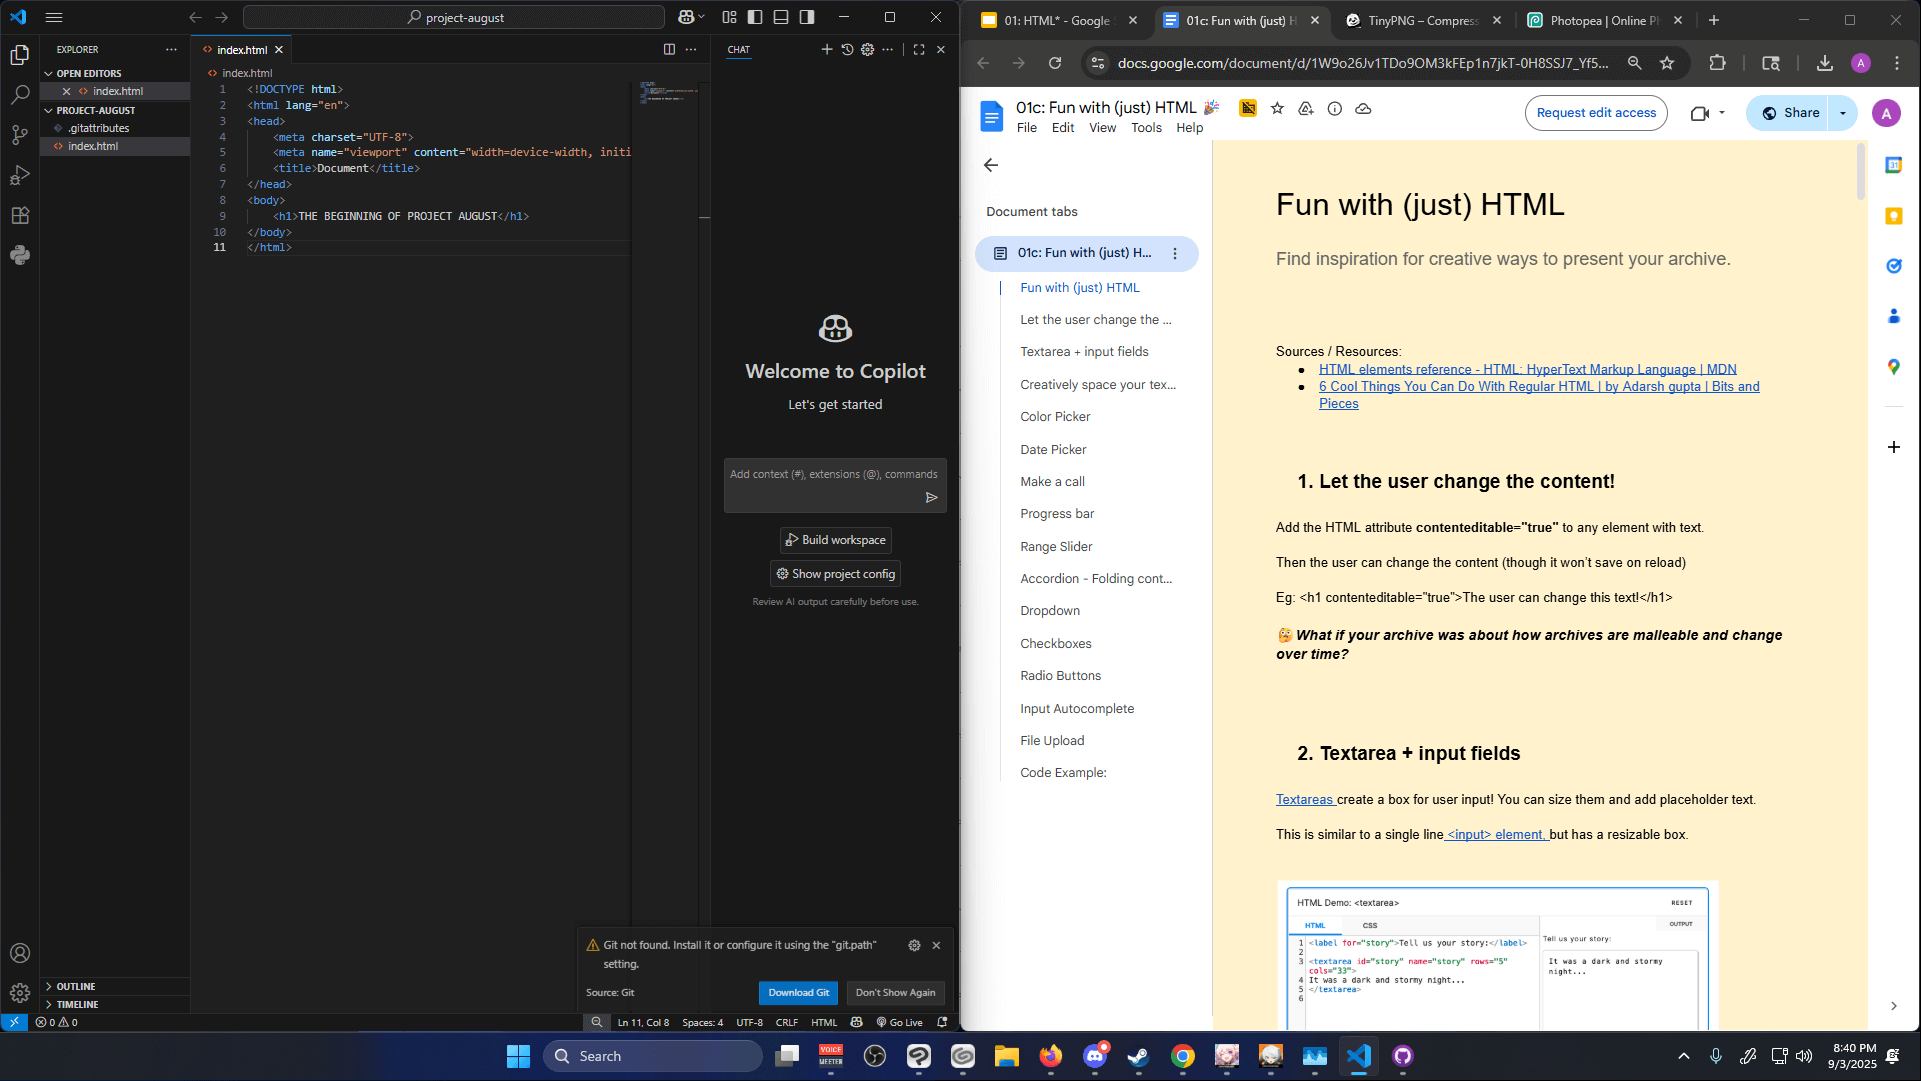 project-august
EXPLORER
OPEN EDITORS
index.html
PROJECT-AUGUST
.gitattributes
index.html
OUTLINE
TIMELINE
index.html
index.html
1 <!DOCTYPE html>
2 <html lang="en">
3 <head>
4 <meta charset="UTF-8">
5 <meta name="viewport" content="width=device-width, initi
6 <title>Document</title>
7 </head>
8 <body>
9 <h1>THE BEGINNING OF PROJECT AUGUST</h1>
10 </body>
11 </html>
CHAT
Welcome to Copilot
Let's get started
Add context (#), extensions (@), commands
Build workspace
Show project config
Review AI output carefully before use.
Git not found. Install it or configure it using the "git.path"
setting.
Source: Git
Download Git
Don't Show Again
0 0
Ln 11, Col 8 Spaces: 4 UTF-8 CRLF HTML Go Live
01: HTML* - Google S
01c: Fun with (just) H
TinyPNG – Compress
Photopea | Online Ph
docs.google.com/document/d/1W9o26Jv1TDo9OM3kFEp1n7jkT-0H8SSJ7_Yf5...
A
01c: Fun with (just) HTML 🎉
File Edit View Tools Help
Request edit access
Share
A
Document tabs
01c: Fun with (just) H...
Fun with (just) HTML
Let the user change the ...
Textarea + input fields
Creatively space your tex...
Color Picker
Date Picker
Make a call
Progress bar
Range Slider
Accordion - Folding cont...
Dropdown
Checkboxes
Radio Buttons
Input Autocomplete
File Upload
Code Example:
Fun with (just) HTML
Find inspiration for creative ways to present your archive.
Sources / Resources:
HTML elements reference - HTML: HyperText Markup Language | MDN
6 Cool Things You Can Do With Regular HTML | by Adarsh gupta | Bits and
Pieces
1. Let the user change the content!
Add the HTML attribute contenteditable="true" to any element with text.
Then the user can change the content (though it won't save on reload)
Eg: <h1 contenteditable="true">The user can change this text!</h1>
🤔What if your archive was about how archives are malleable and change
over time?
2. Textarea + input fields
Textareas create a box for user input! You can size them and add placeholder text.
This is similar to a single line <input> element, but has a resizable box.
HTML Demo: <textarea>
RESET
HTML CSS
OUTPUT
1 <label for="story">Tell us your story:</label>
2
3 <textarea id="story" name="story" rows="5"
cols="33">
4 It was a dark and stormy night...
5 </textarea>
6
Tell us your story:
It was a dark and stormy
night...
31
Search
VOICE
MEETER
8:40 PM
9/3/2025